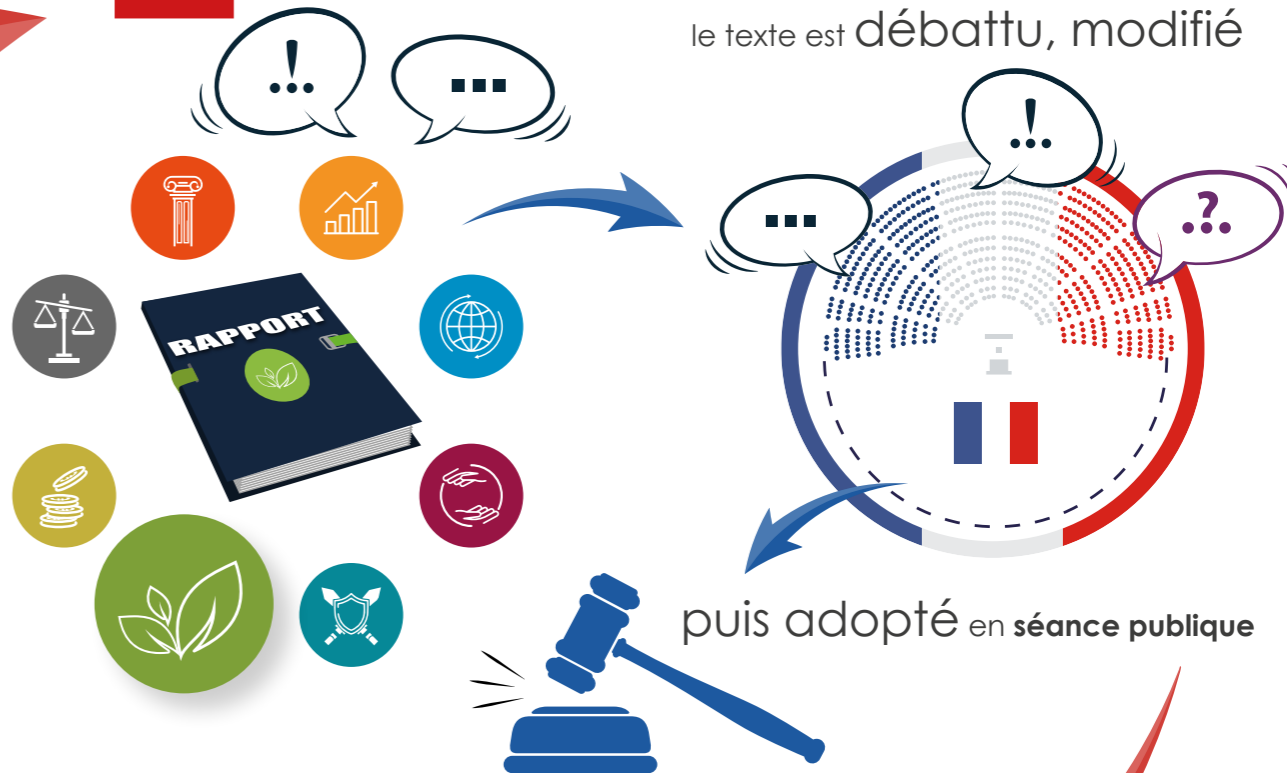 le texte est débattu, modifié
RAPPORT
puis adopté en séance publique